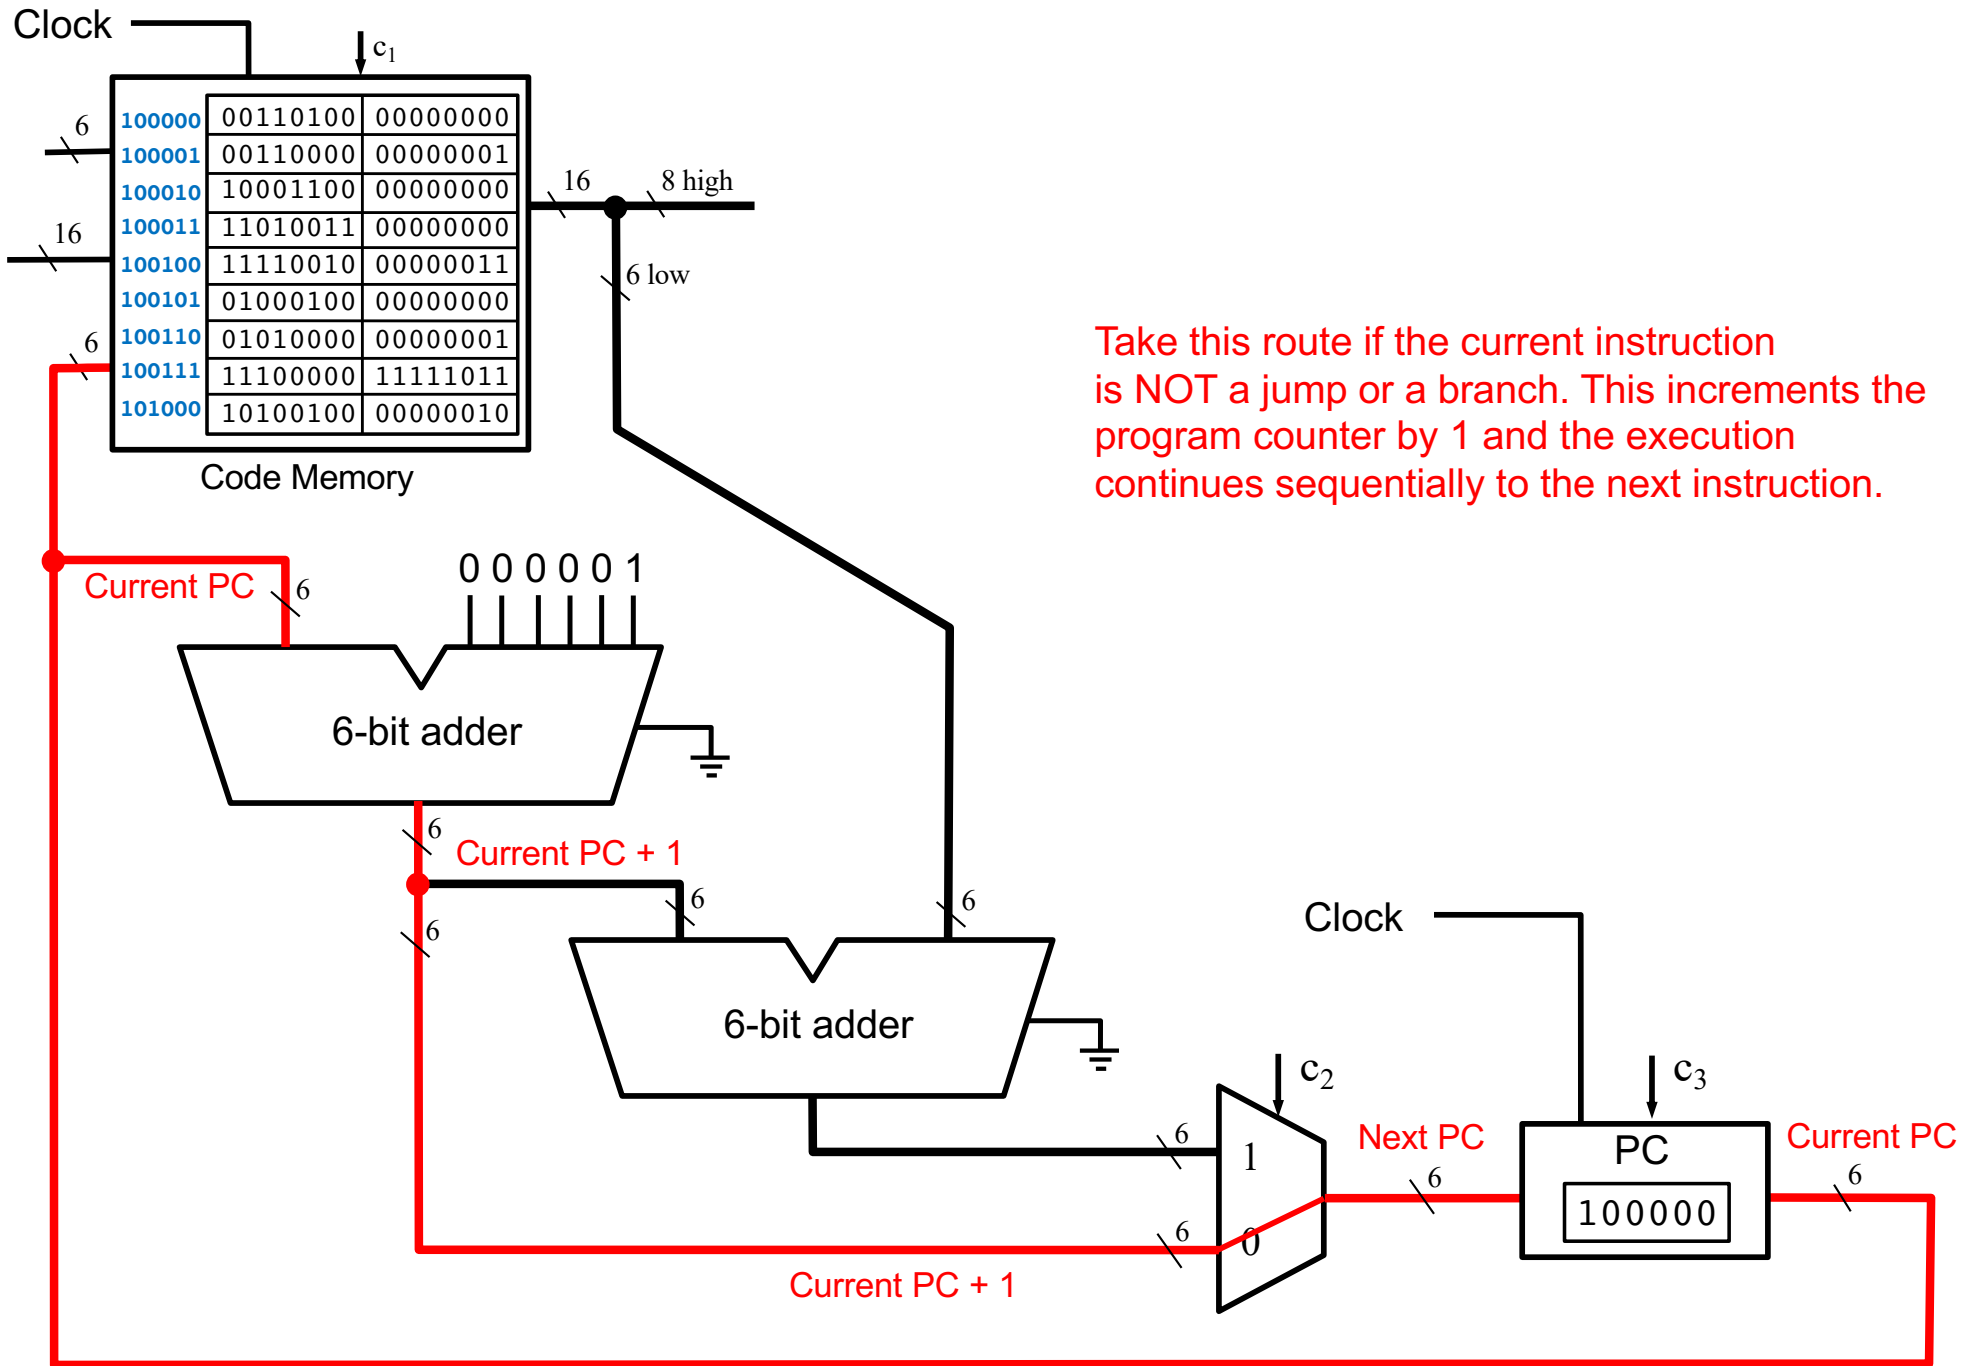 Clock
c1
6
100000 00110100 00000000
100001 00110000 00000001
100010 10001100 00000000
16 8 high
100011 11010011 00000000
16
100100 11110010 00000011
6 low
100101 01000100 00000000
100110 01010000 00000001
6
100111 11100000 11111011
101000 10100100 00000010
Code Memory
Take this route if the current instruction
is NOT a jump or a branch. This increments the
program counter by 1 and the execution
continues sequentially to the next instruction.
0 0 0 0 0 1
Current PC
6
6-bit adder
6
Current PC + 1
6
6
6
Clock
6-bit adder
c2
c3
6
1
Next PC
6
PC
100000
Current PC
6
6
0
Current PC + 1